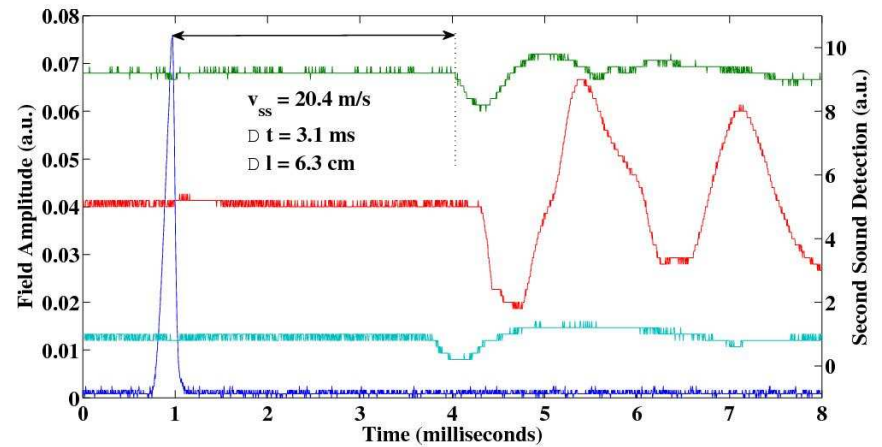 0.08
0.07
0.06
0.05
0.04
0.03
0.02
0.01
0
Field Amplitude (a.u.)
v_ss = 20.4 m/s
D t = 3.1 ms
D l = 6.3 cm
10
8
6
4
2
0
Second Sound Detection (a.u.)
0 1 2 3 4 5 6 7 8
Time (milliseconds)